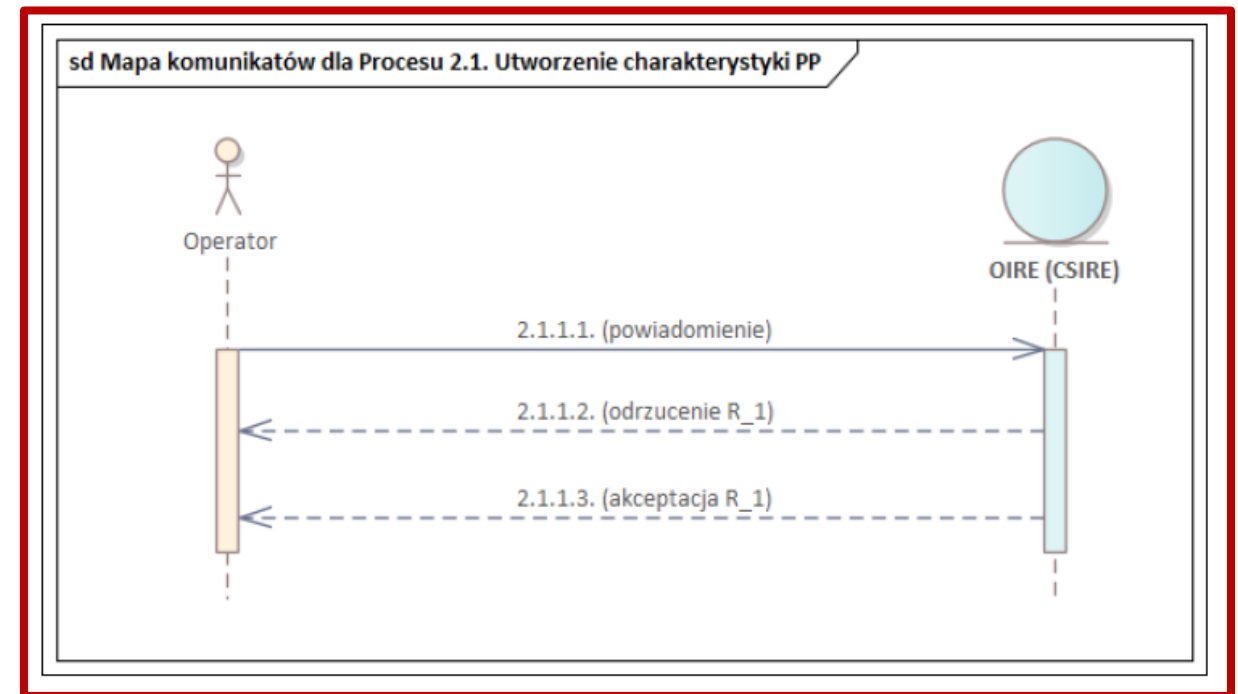 sd Mapa komunikatów dla Procesu 2.1. Utworzenie charakterystyki PP
Operator
OIRE (CSIRE)
2.1.1.1. (powiadomienie)
2.1.1.2. (odrzucenie R_1)
2.1.1.3. (akceptacja R_1)